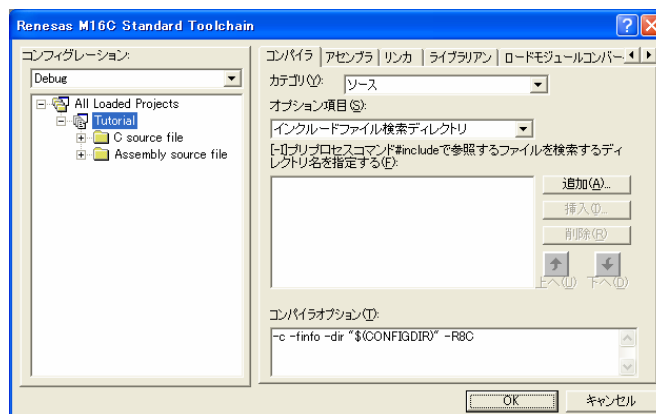 Renesas M16C Standard Toolchain
コンフィグレーション:
Debug
All Loaded Projects
Tutorial
C source file
Assembly source file
コンパイラ
アセンブラ
リンカ
ライブラリアン
ロードモジュールコンバー
カテゴリ(Y):
ソース
オプション項目(S):
インクルードファイル検索ディレクトリ
[-I]プリプロセスコマンド#includeで参照するファイルを検索するディ
レクトリ名を指定する(F):
追加(A)...
挿入(I)...
削除(R)
上へ(U)
下へ(D)
コンパイラオプション(T):
-c -finfo -dir "$(CONFIGDIR)" -R8C
OK
キャンセル